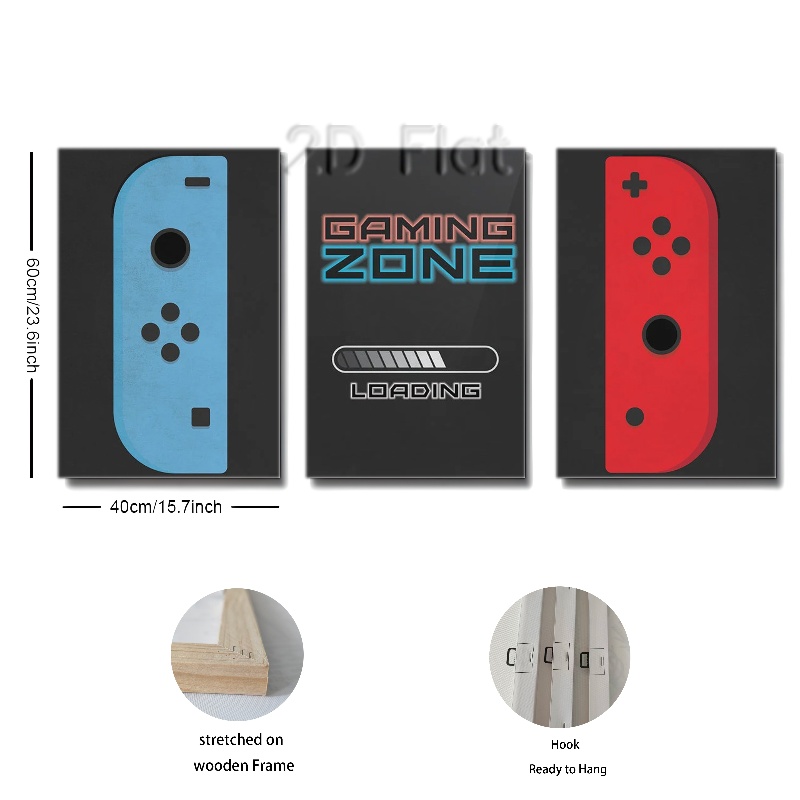 2D Flat
GAMING
ZONE
LOADING
60cm/23.6inch
40cm/15.7inch
stretched on
wooden Frame
Hook
Ready to Hang